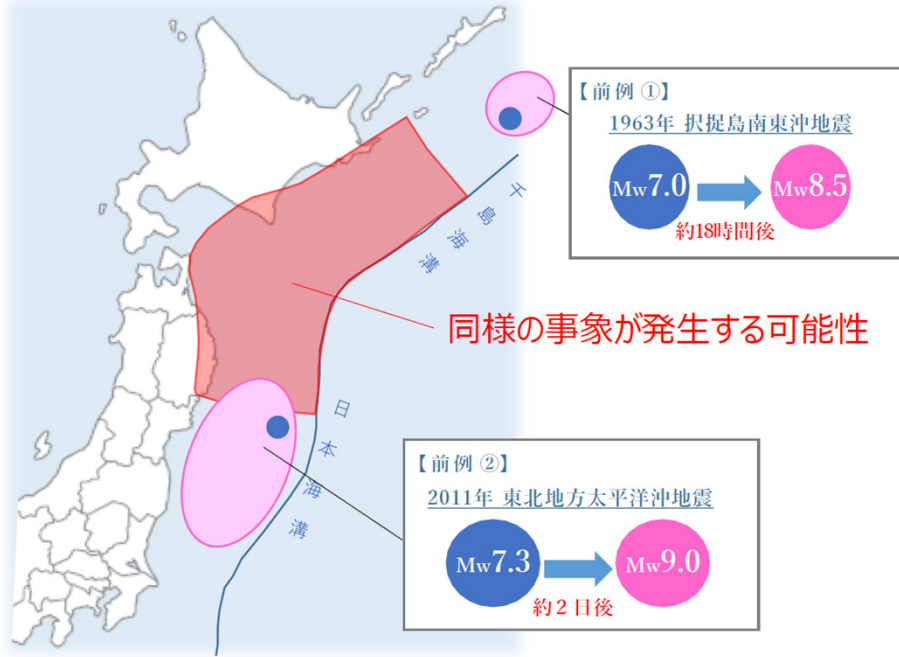 【前例 ①】
1963年 択捉島南東沖地震
Mw7.0
Mw8.5
約18時間後
千島海溝
同様の事象が発生する可能性
日本海溝
【前例 ②】
2011年 東北地方太平洋沖地震
Mw7.3
Mw9.0
約２日後